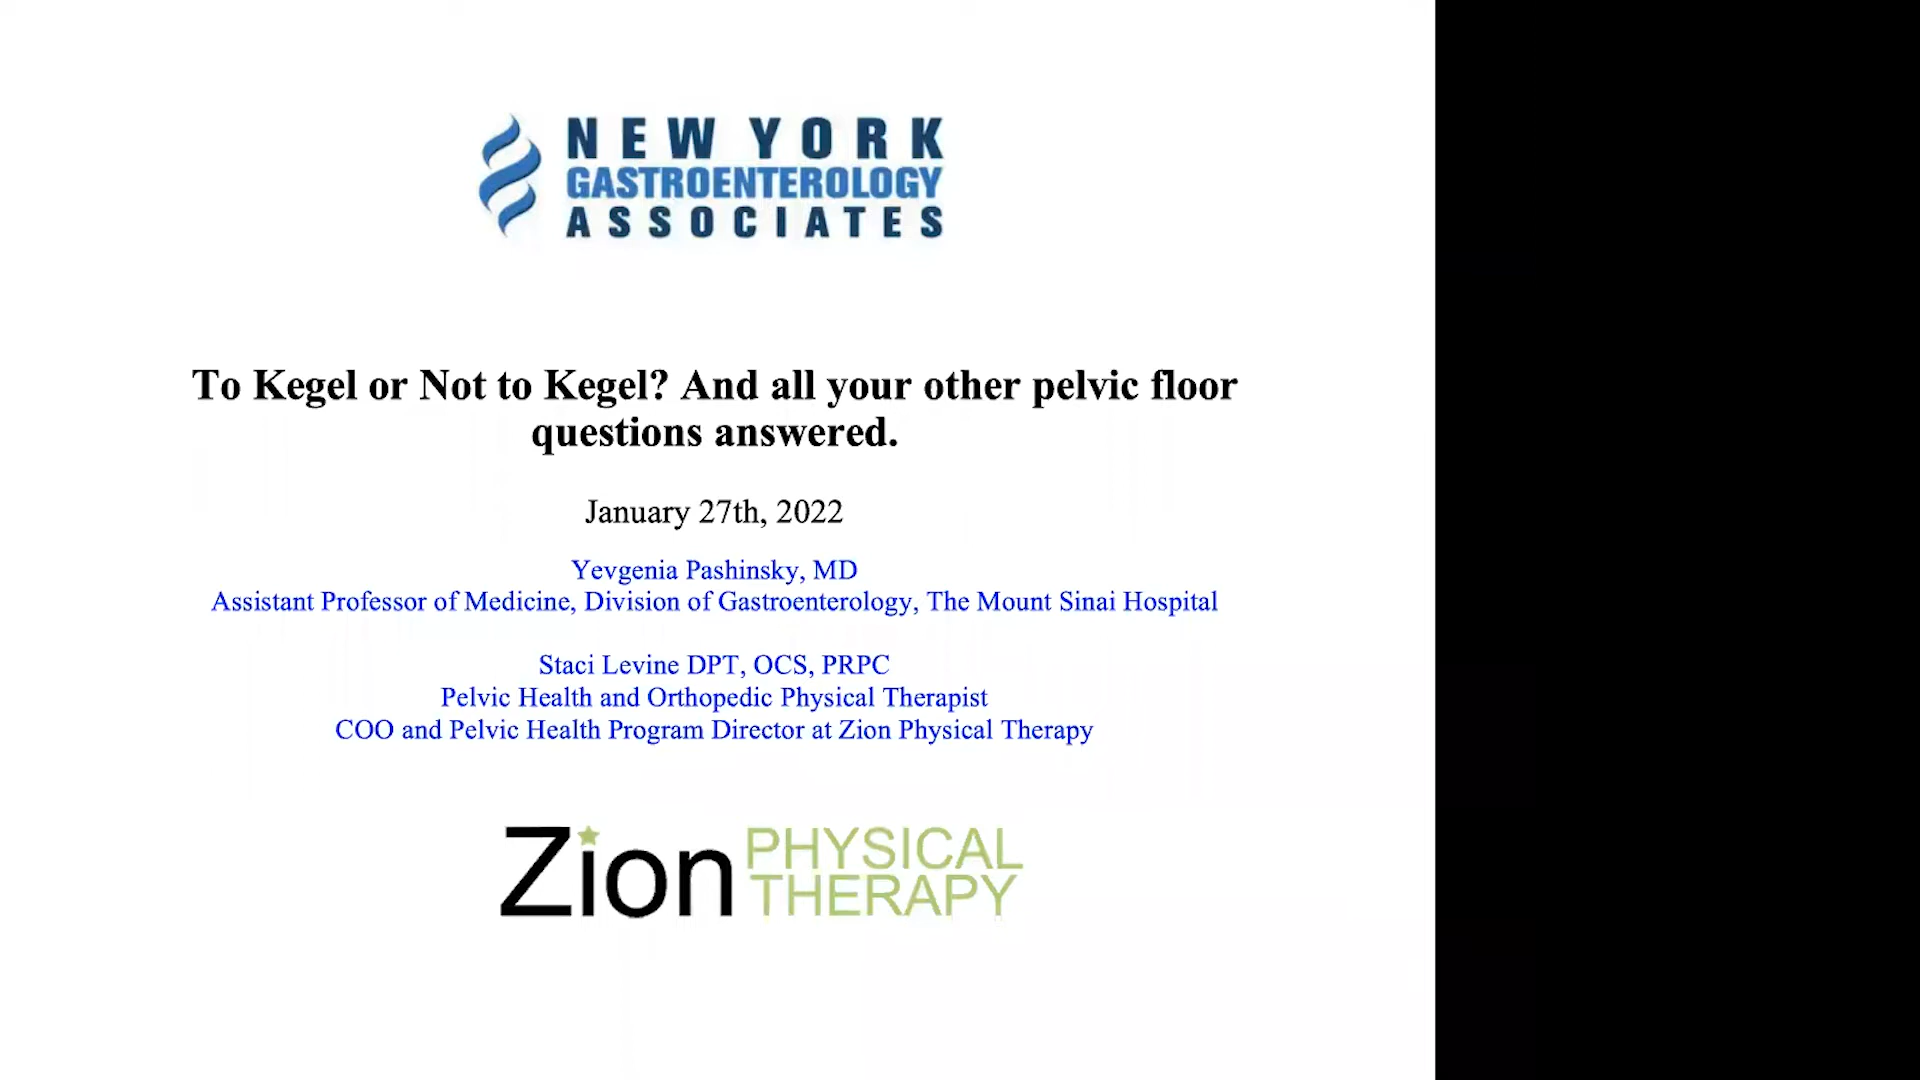 NEW YORK
GASTROENTEROLOGY
ASSOCIATES
To Kegel or Not to Kegel? And all your other pelvic floor
questions answered.
January 27th, 2022
Yevgenia Pashinsky, MD
Assistant Professor of Medicine, Division of Gastroenterology, The Mount Sinai Hospital
Staci Levine DPT, OCS, PRPC
Pelvic Health and Orthopedic Physical Therapist
COO and Pelvic Health Program Director at Zion Physical Therapy
Zion PHYSICAL
THERAPY